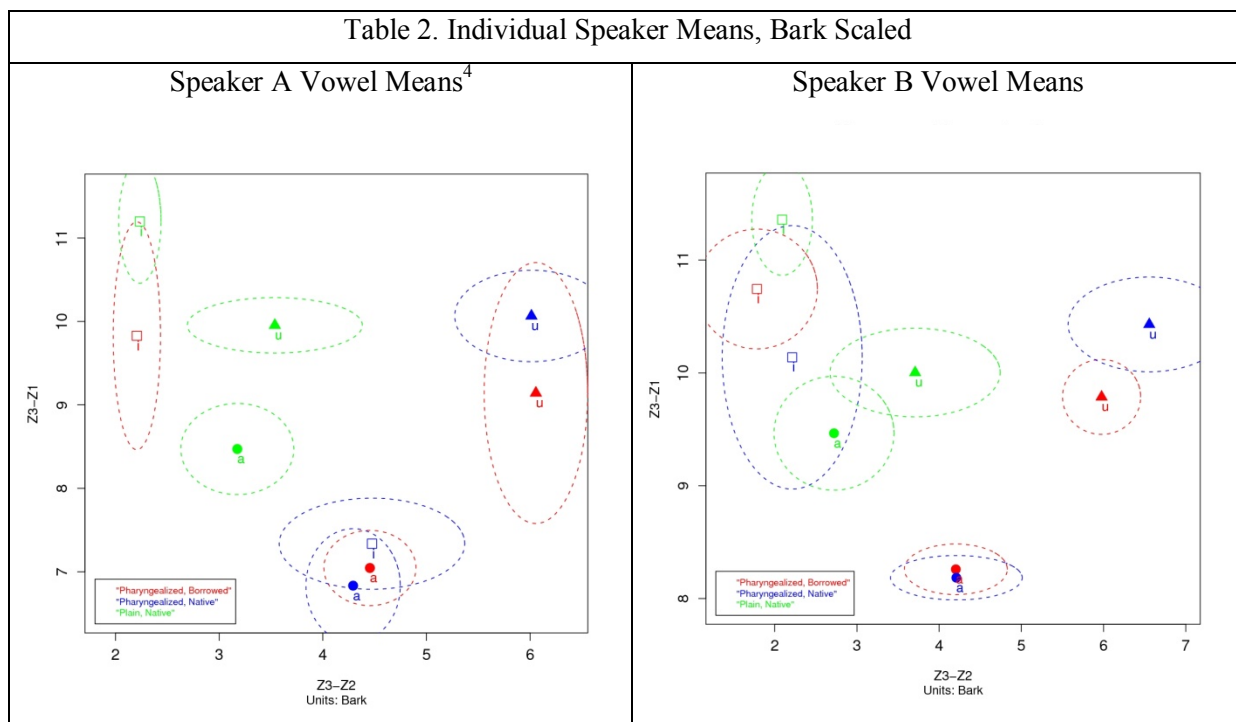 Table 2. Individual Speaker Means, Bark Scaled
Speaker A Vowel Means4
Z3−Z1
11
10
9
8
7
i
i
u
u
u
a
i
a
a
"Pharyngealized, Borrowed"
"Pharyngealized, Native"
"Plain, Native"
2 3 4 5 6
Z3−Z2
Units: Bark
Speaker B Vowel Means
Z3−Z1
11
10
9
8
i
i
i
u
u
u
a
a
a
"Pharyngealized, Borrowed"
"Pharyngealized, Native"
"Plain, Native"
2 3 4 5 6 7
Z3−Z2
Units: Bark